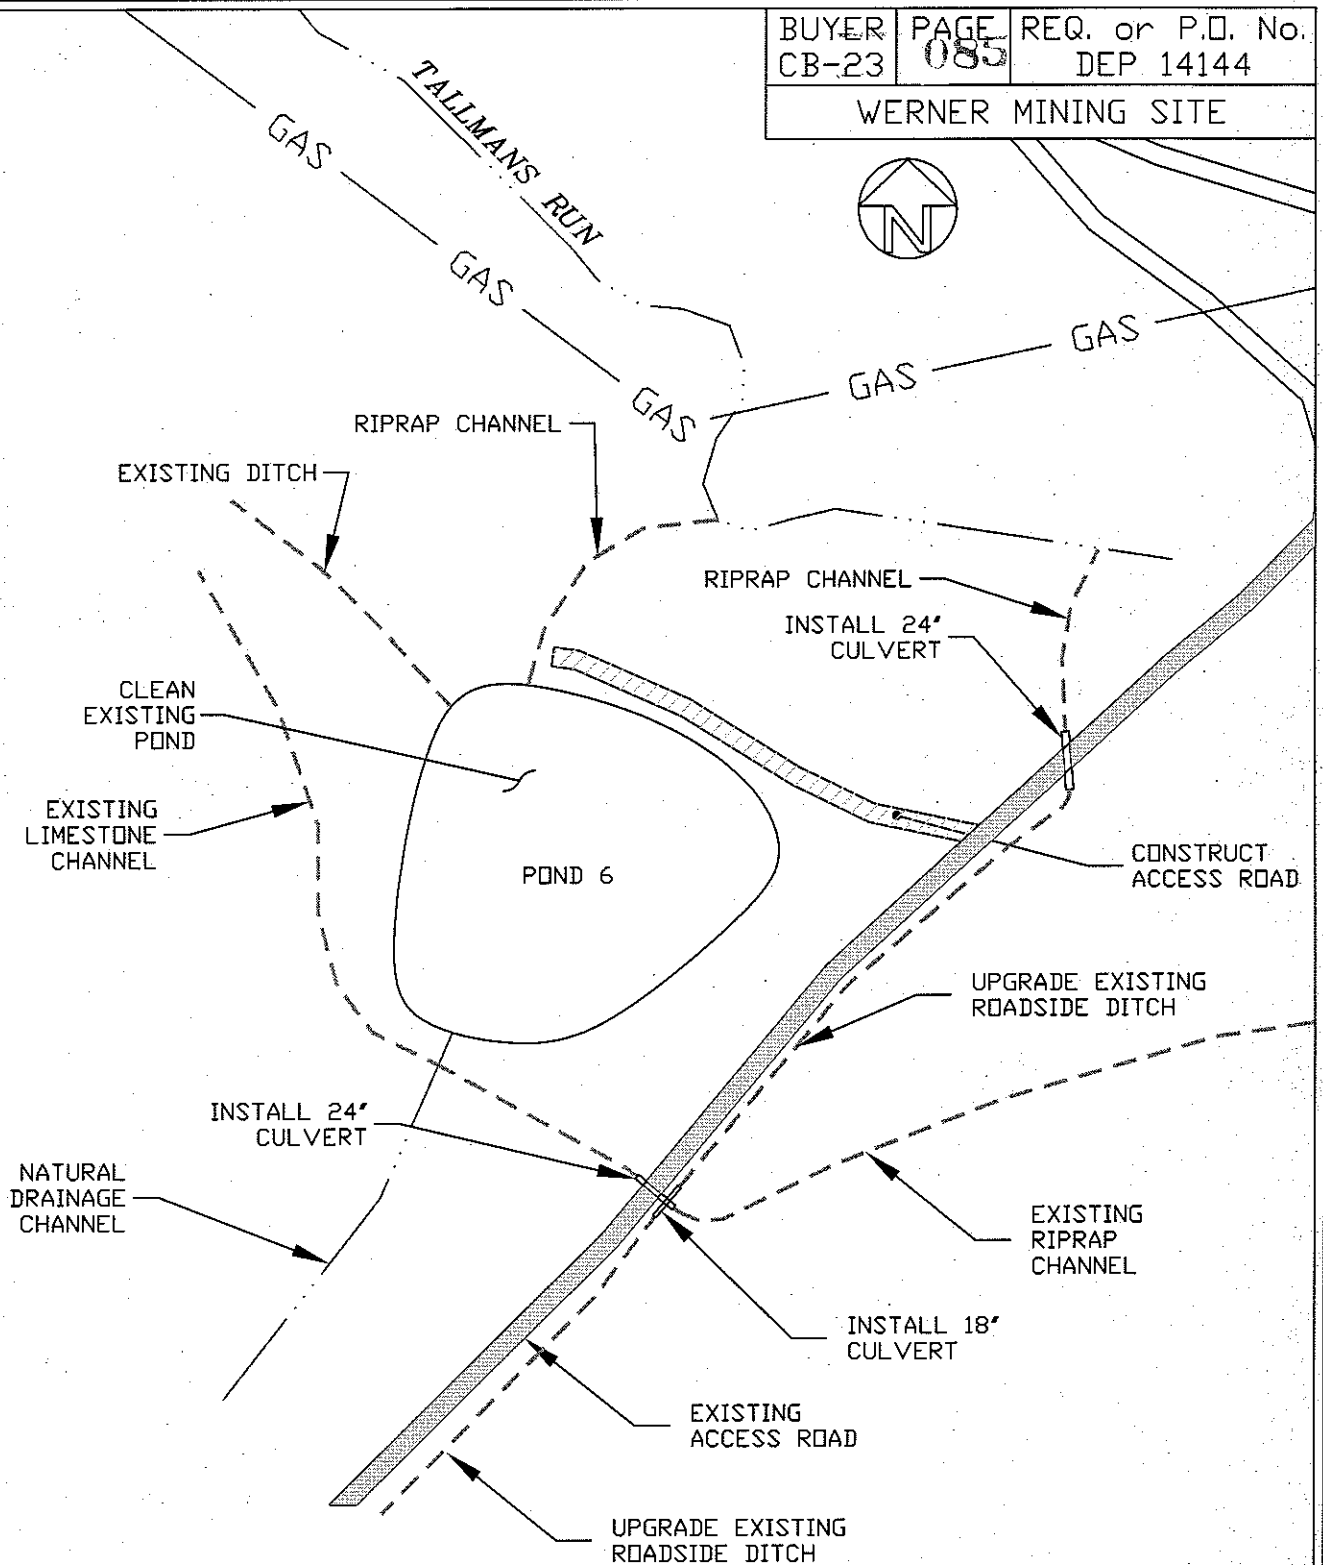 BUYER
CB-23
PAGE
085
REQ. or P.O. No.
DEP 14144
WERNER MINING SITE
N
TALLMANS RUN
GAS
GAS
GAS
GAS
GAS
RIPRAP CHANNEL
EXISTING DITCH
RIPRAP CHANNEL
INSTALL 24"
CULVERT
CLEAN
EXISTING
POND
EXISTING
LIMESTONE
CHANNEL
POND 6
CONSTRUCT
ACCESS ROAD
UPGRADE EXISTING
ROADSIDE DITCH
INSTALL 24"
CULVERT
NATURAL
DRAINAGE
CHANNEL
EXISTING
RIPRAP
CHANNEL
INSTALL 18"
CULVERT
EXISTING
ACCESS ROAD
UPGRADE EXISTING
ROADSIDE DITCH